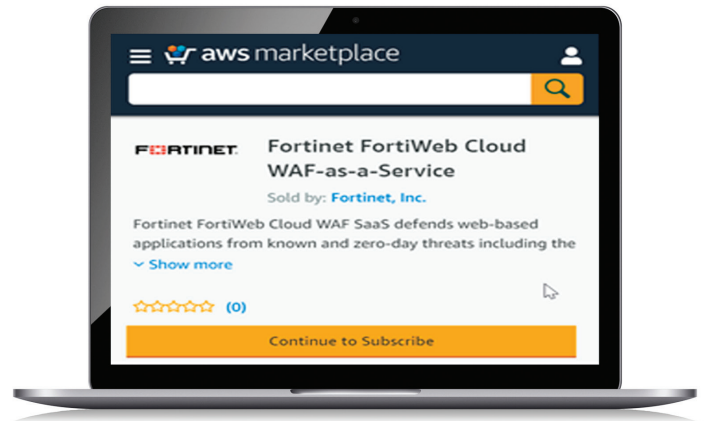 aws marketplace
FORTINET
Fortinet FortiWeb Cloud
WAF-as-a-Service
Sold by: Fortinet, Inc.
Fortinet FortiWeb Cloud WAF SaaS defends web-based
applications from known and zero-day threats including the
Show more
(0)
Continue to Subscribe